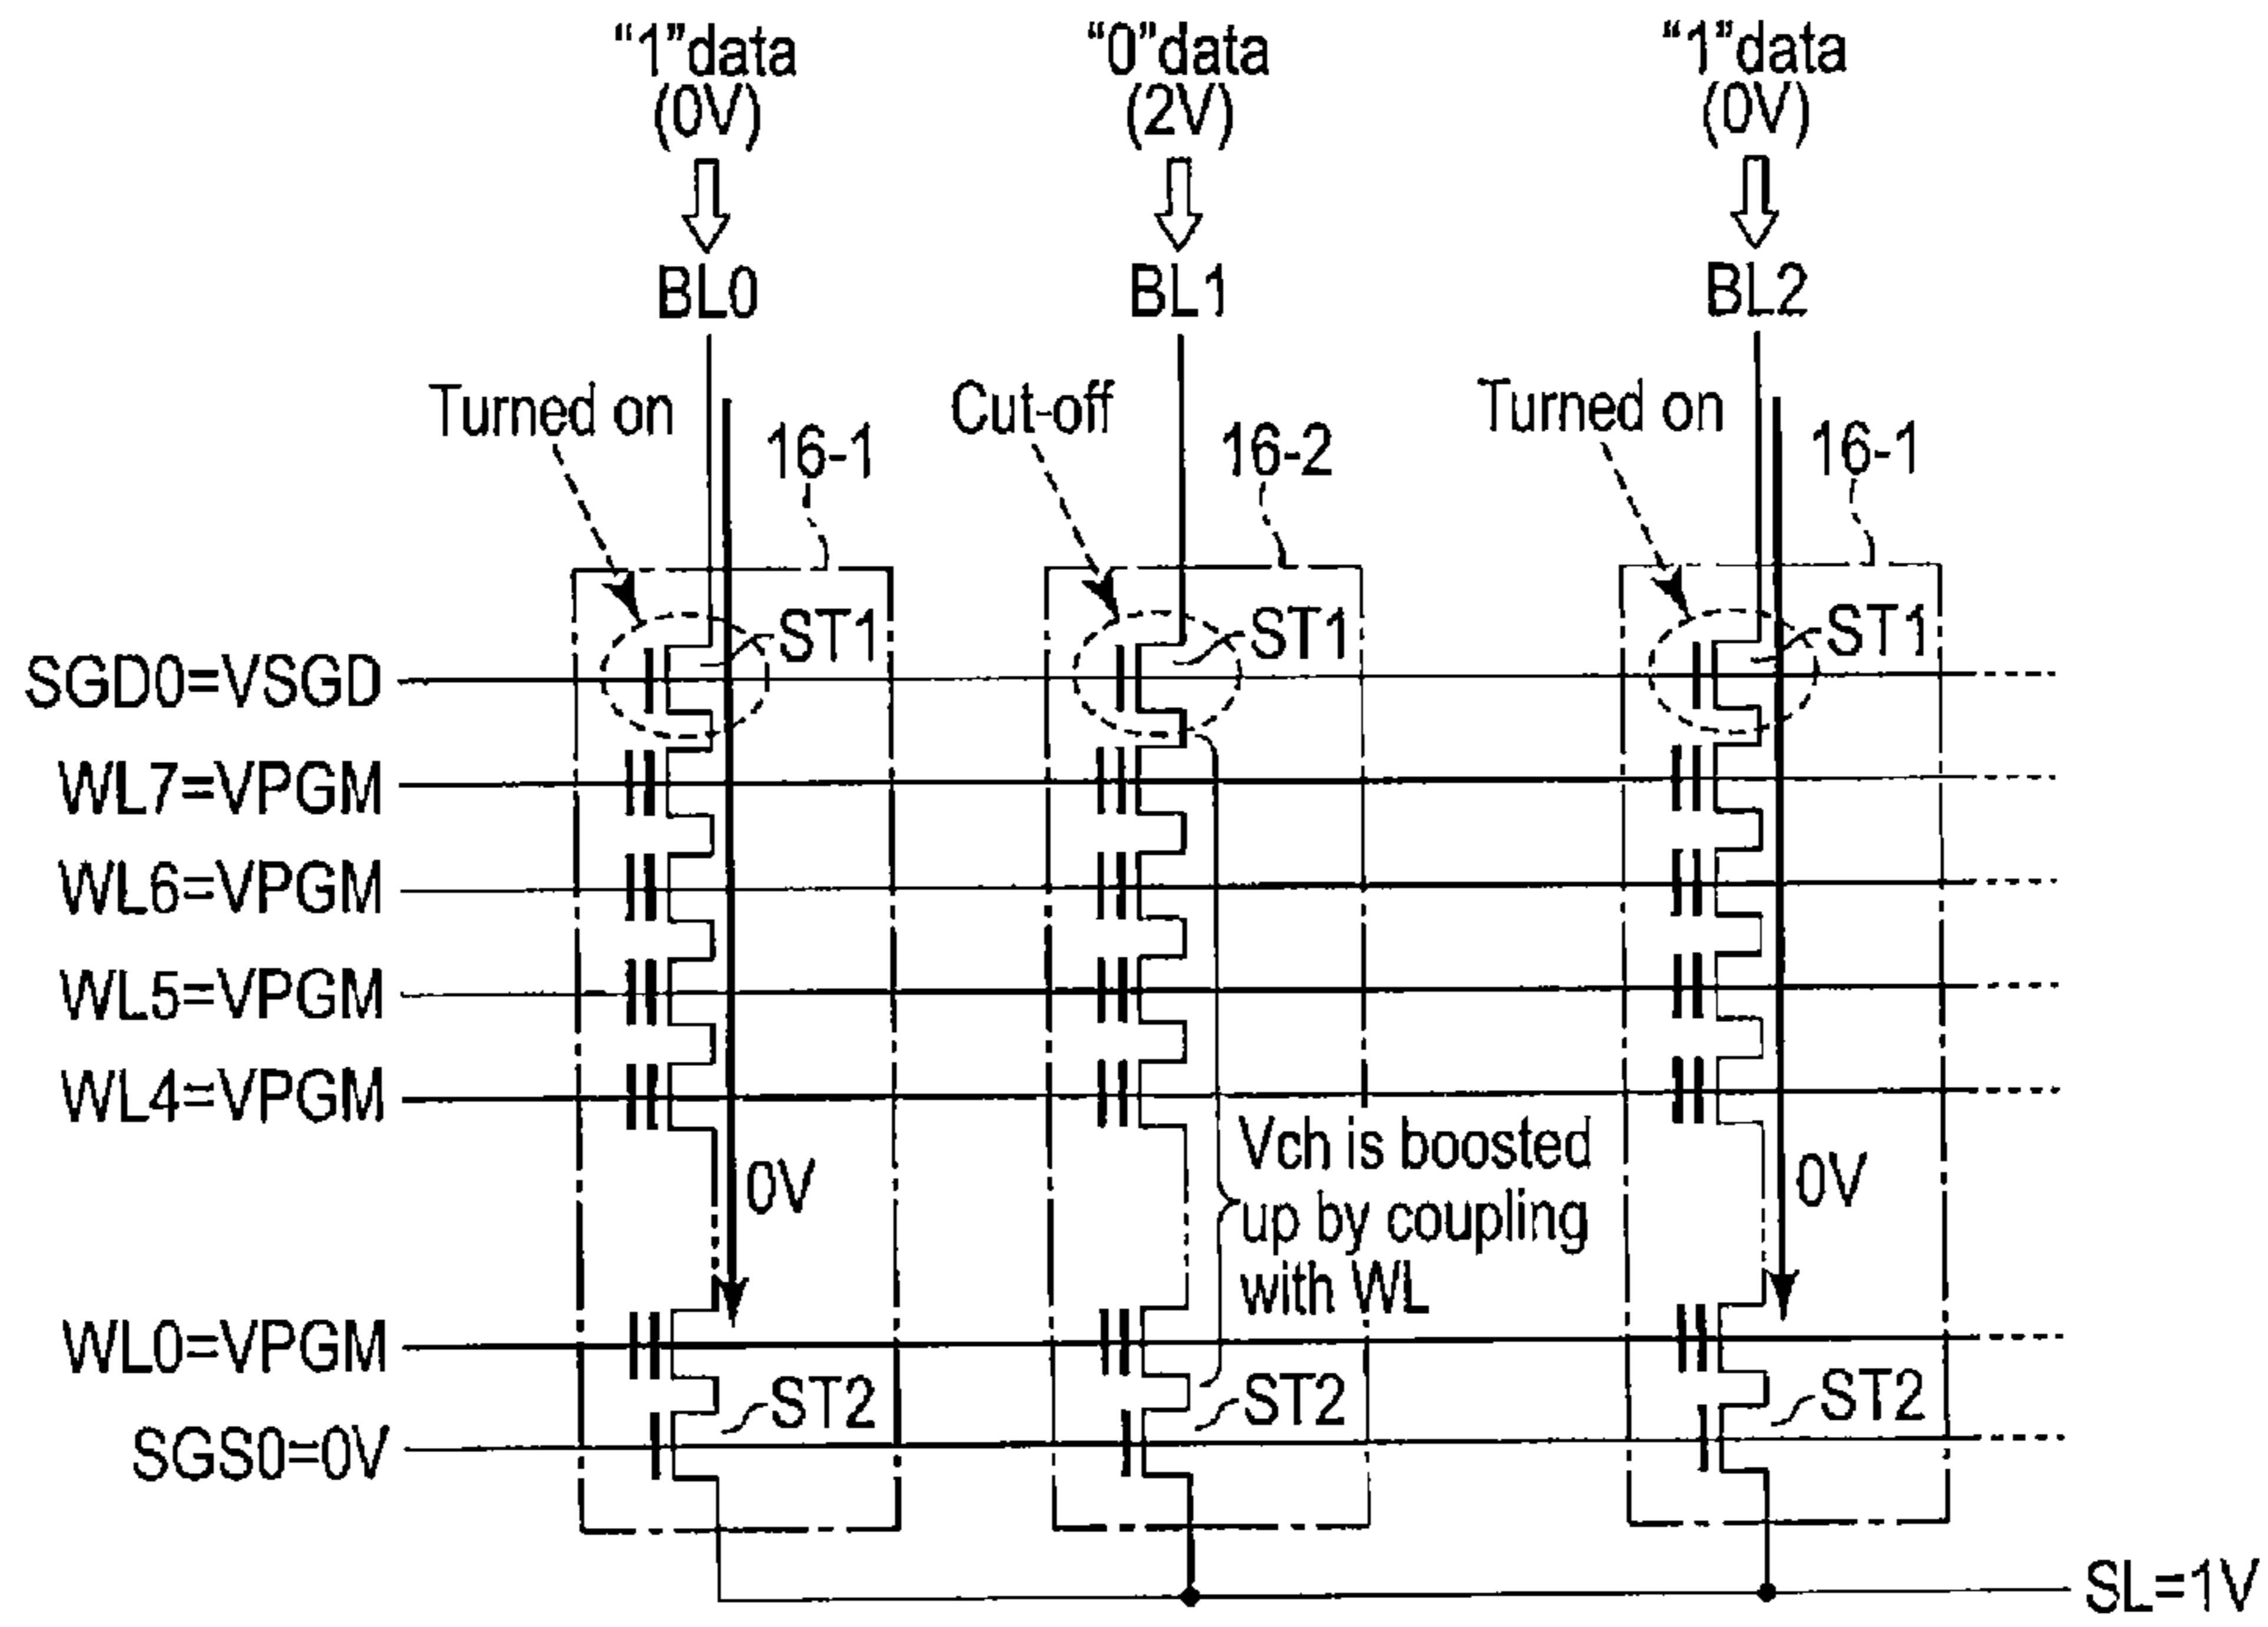 “1”data
(0V)
“0”data
(2V)
“1”data
(0V)
BL0
BL1
BL2
Turned on
Cut-off
Turned on
16-1
16-2
16-1
ST1
ST1
ST1
SGD0=VSGD
WL7=VPGM
WL6=VPGM
WL5=VPGM
WL4=VPGM
0V
Vch is boosted
up by coupling
with WL
0V
WL0=VPGM
ST2
ST2
ST2
SGS0=0V
SL=1V